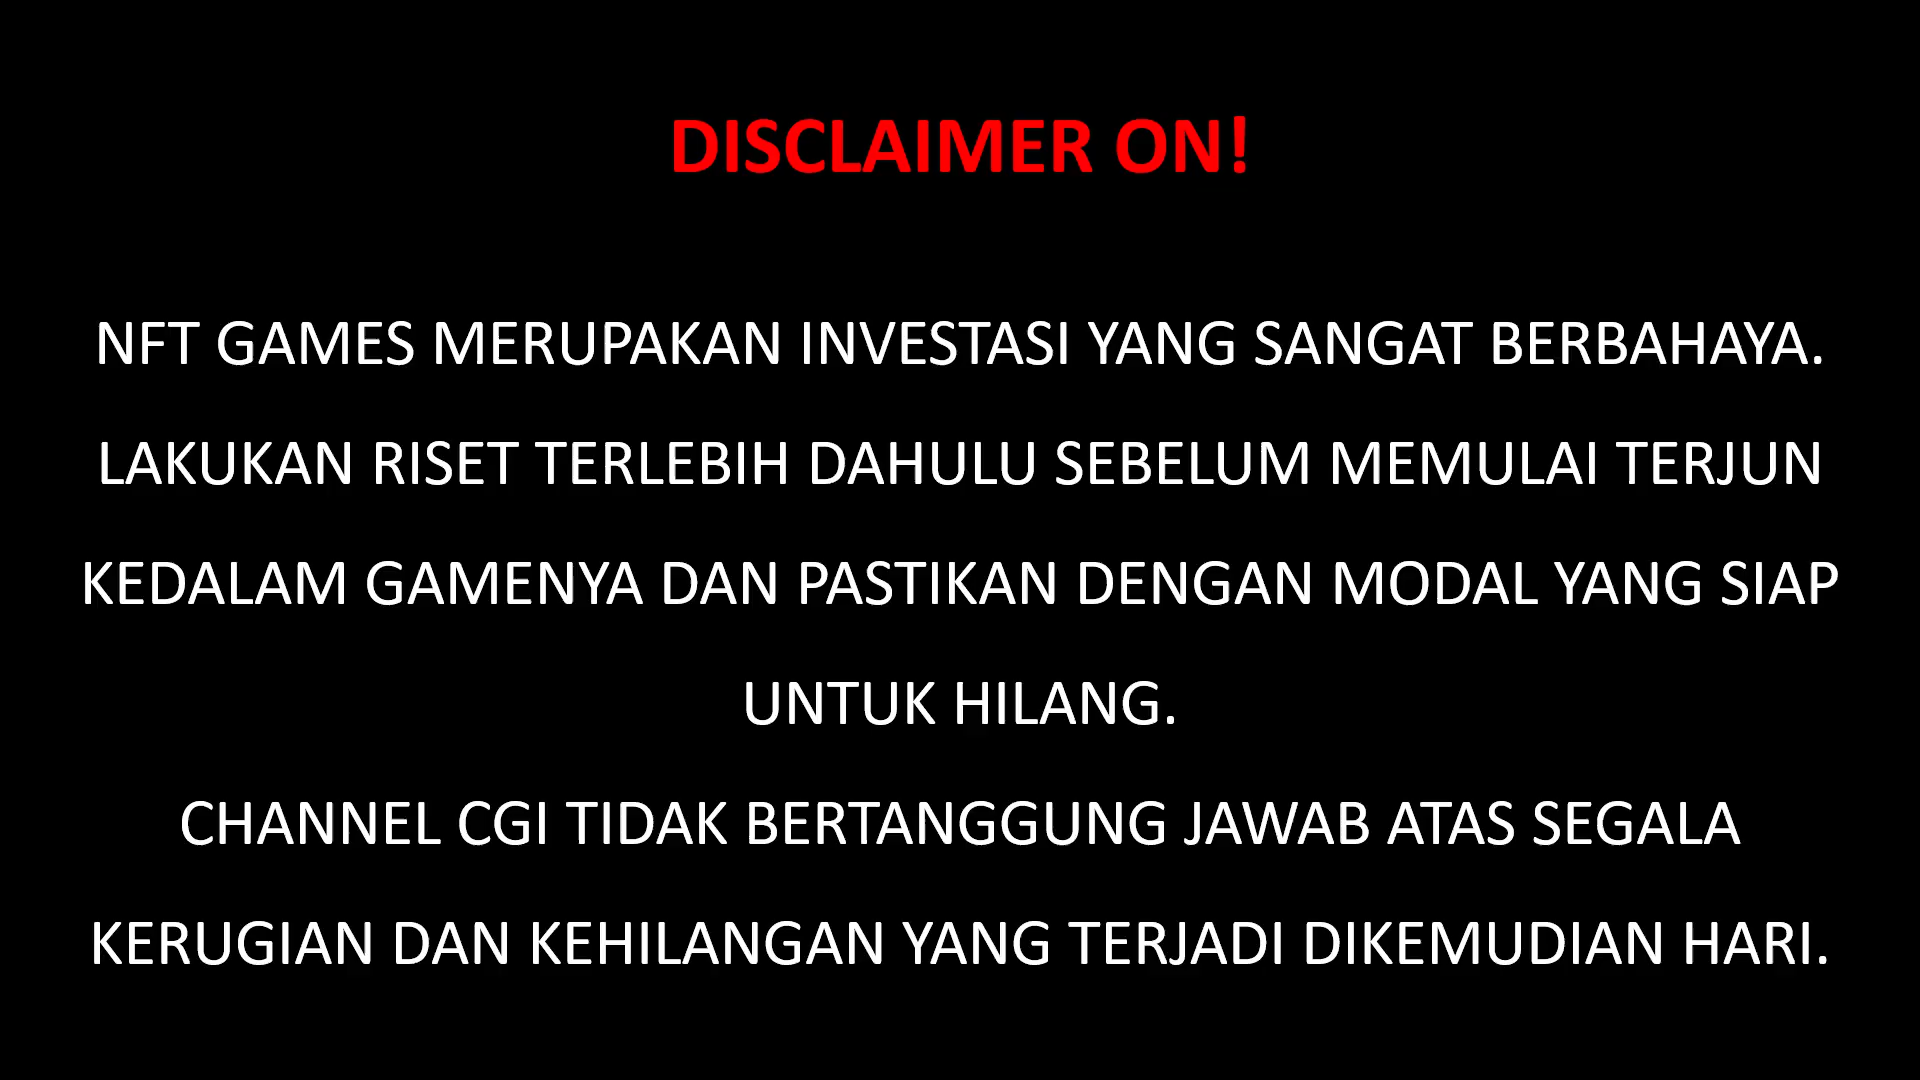 DISCLAIMER ON!
NFT GAMES MERUPAKAN INVESTASI YANG SANGAT BERBAHAYA.
LAKUKAN RISET TERLEBIH DAHULU SEBELUM MEMULAI TERJUN
KEDALAM GAMENYA DAN PASTIKAN DENGAN MODAL YANG SIAP
UNTUK HILANG.
CHANNEL CGI TIDAK BERTANGGUNG JAWAB ATAS SEGALA
KERUGIAN DAN KEHILANGAN YANG TERJADI DIKEMUDIAN HARI.